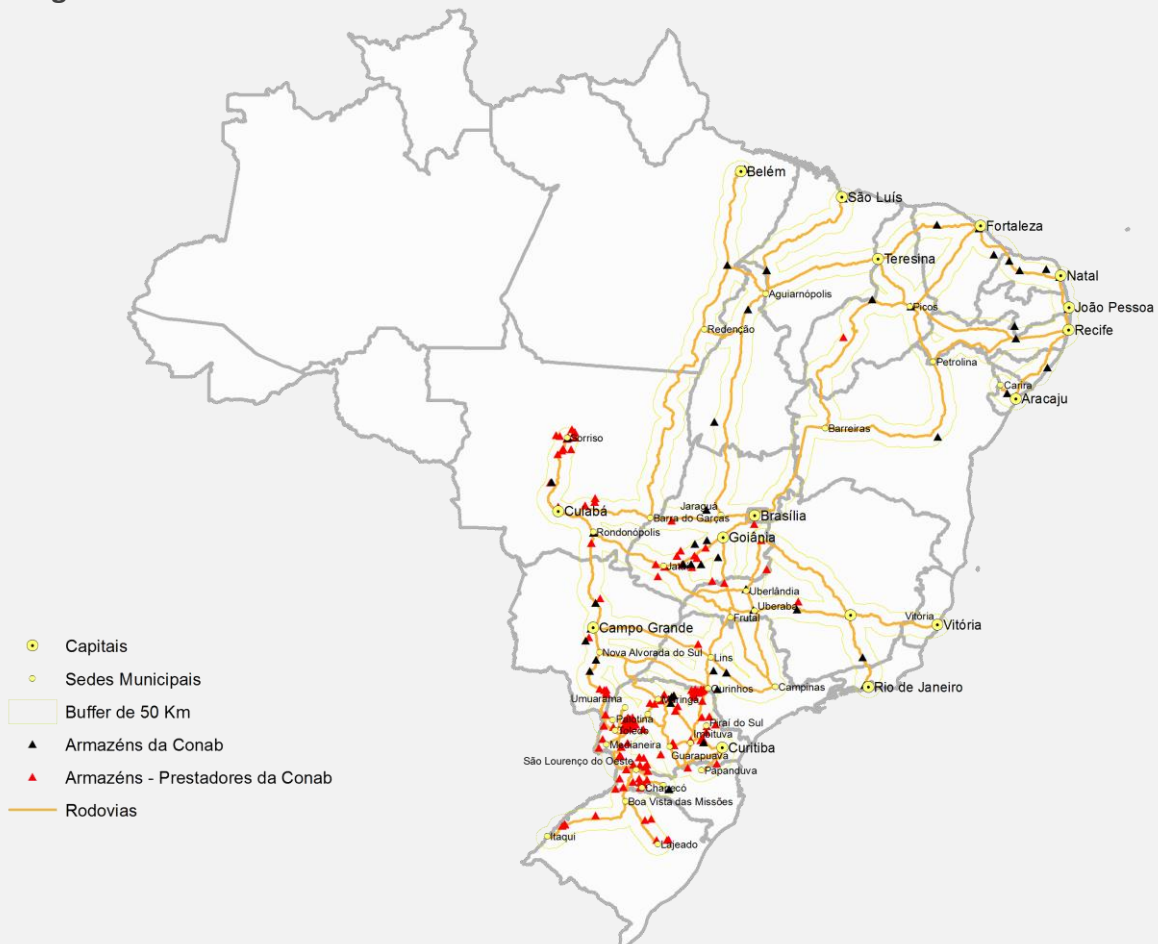 Belém
São Luís
Fortaleza
Teresina
Natal
Aguiarnópolis
Picos
João Pessoa
Redenção
Recife
Petrolina
Carira
Aracaju
Barreiras
Sorriso
Jaraguá
Cuiabá
Barra do Garças
Brasília
Rondonópolis
Goiânia
Jataí
Uberlândia
Uberaba
Frutal
Vitória
Vitória
Campo Grande
Capitais
Nova Alvorada do Sul
Lins
Sedes Municipais
Campinas
Rio de Janeiro
Ourinhos
Umuarama
Maringá
Buffer de 50 Km
Palotina
Piraí do Sul
Toledo
Imbituva
Armazéns da Conab
Medianeira
Curitiba
Guarapuava
São Lourenço do Oeste
Papanduva
Armazéns - Prestadores da Conab
Chapecó
Boa Vista das Missões
Rodovias
Itaqui
Lajeado